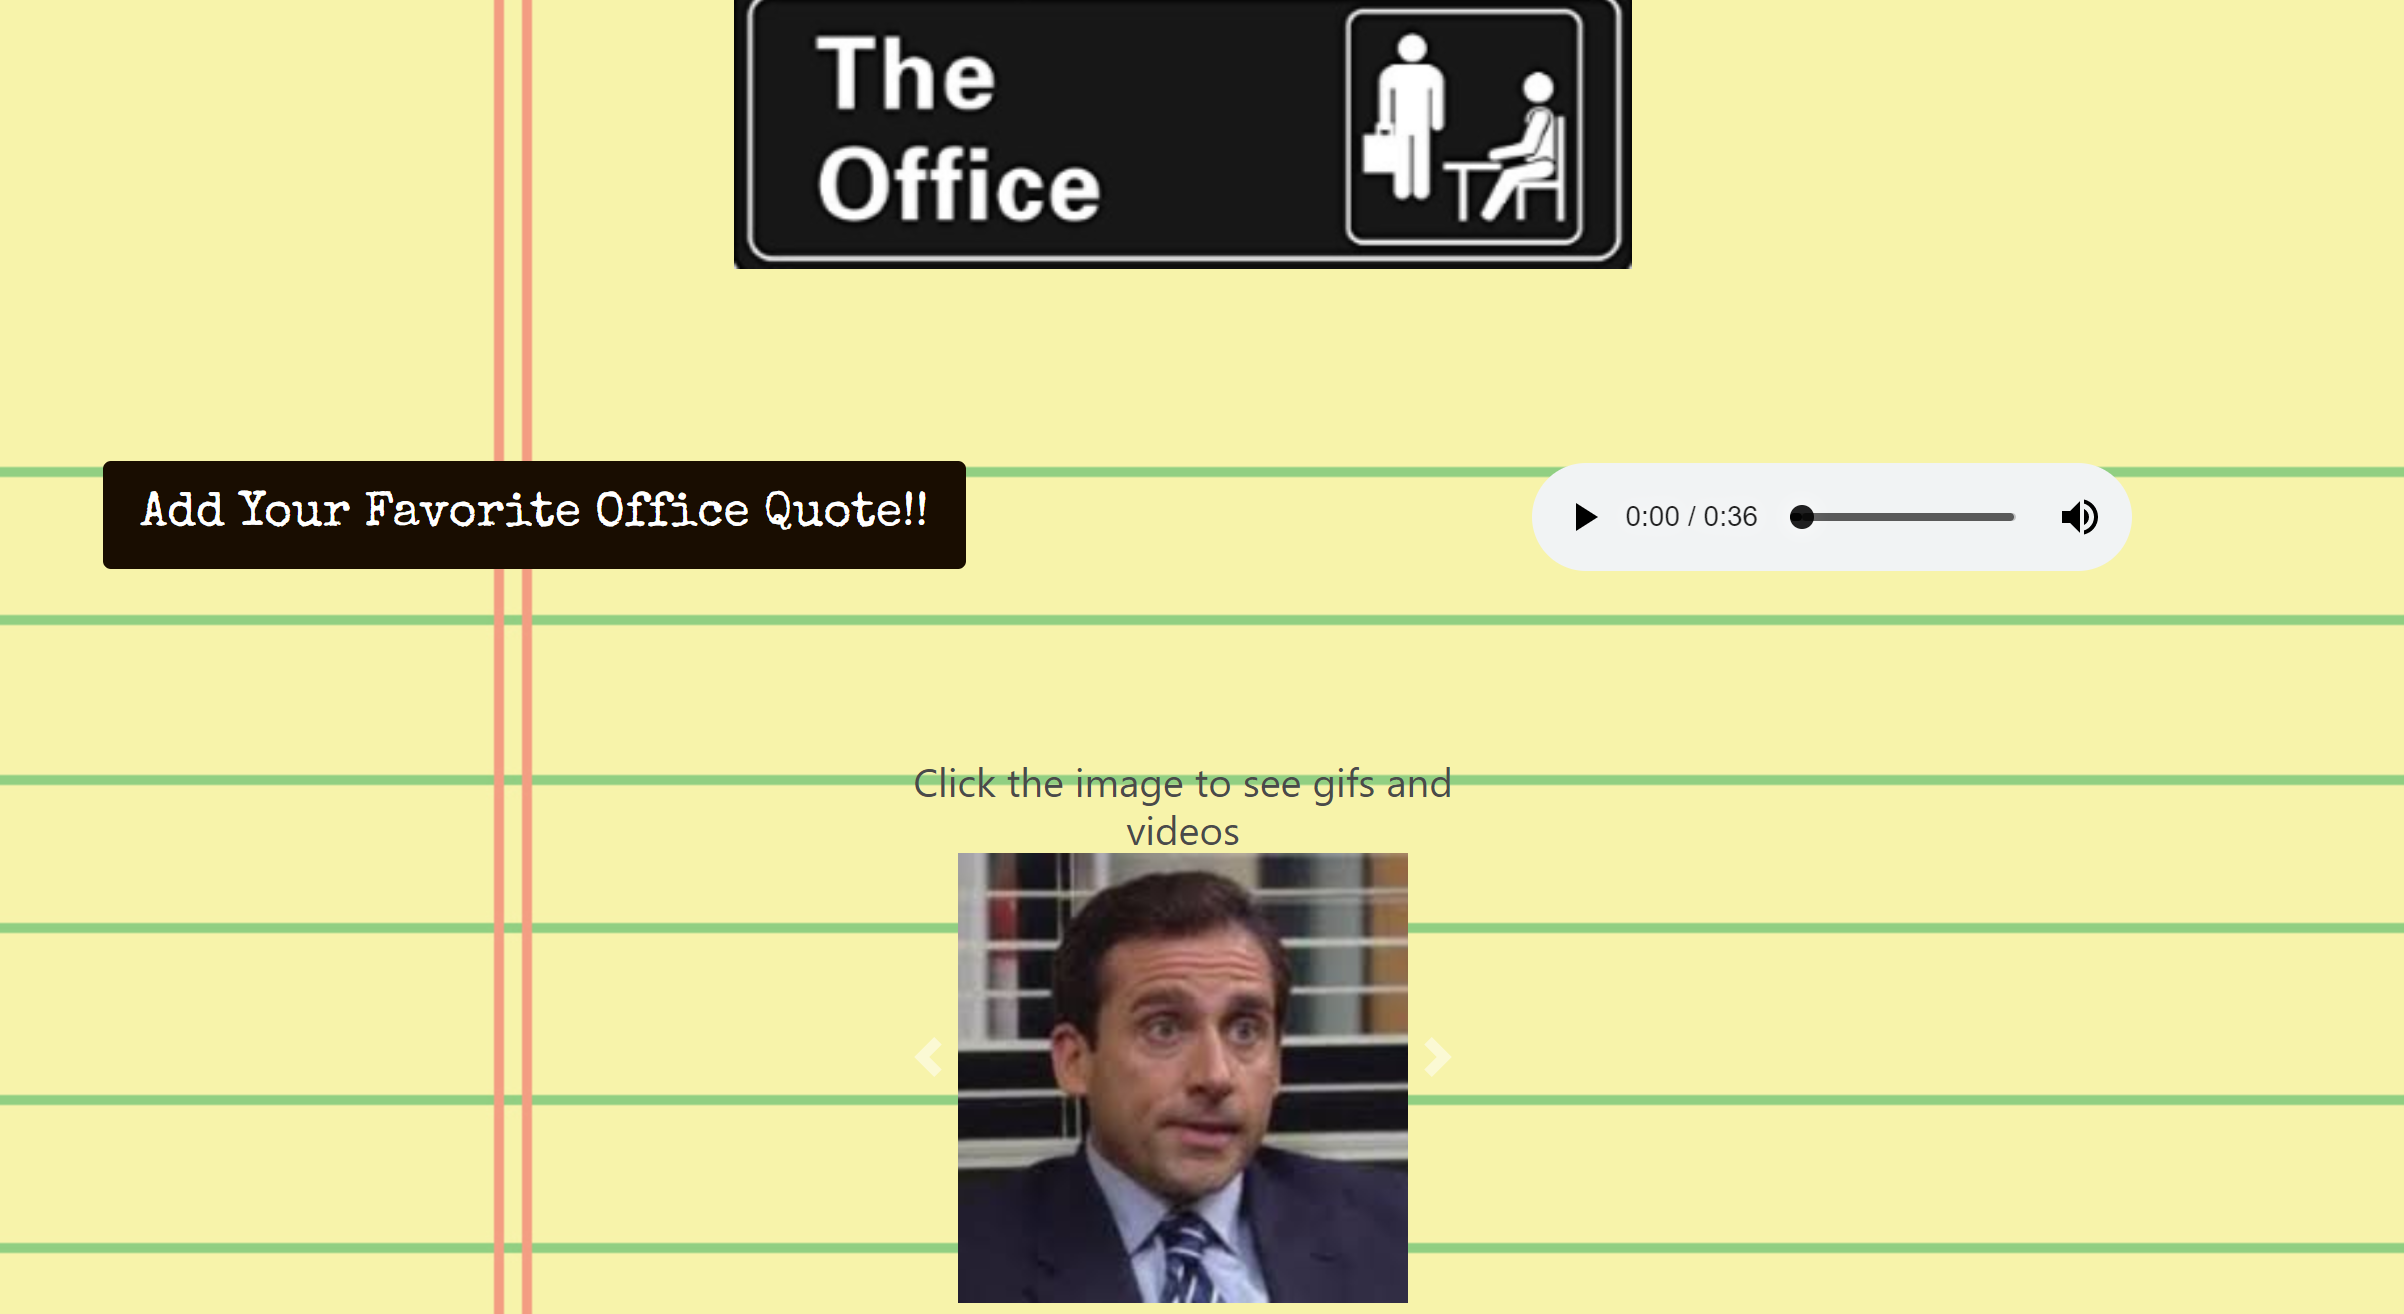 The
Office
Add Your Favorite Office Quote!!
0:00 / 0:36
Click the image to see gifs and
videos